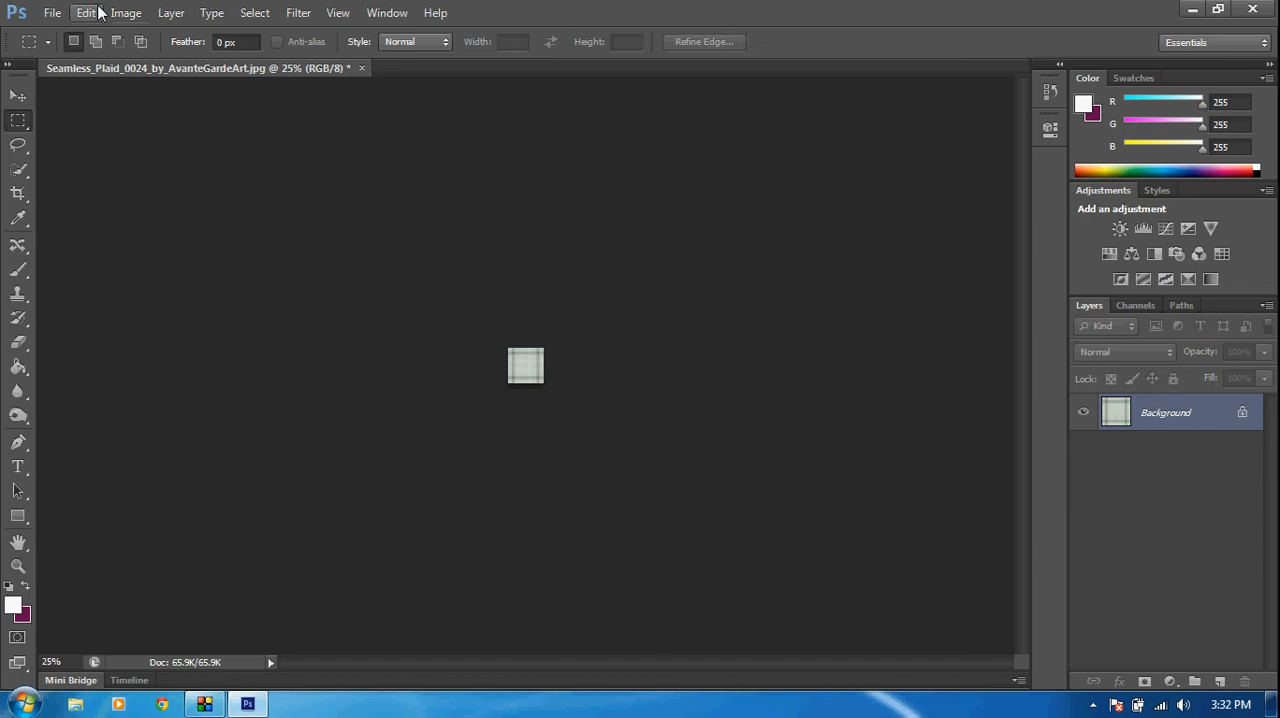 Ps File Edit Image Layer Type Select Filter View Window Help
Feather: 0 px Anti-alias Style: Normal Width: Height: Refine Edge... Essentials
Seamless_Plaid_0024_by_AvanteGardeArt.jpg @ 25% (RGB/8) * ×
Color Swatches
R 255
G 255
B 255
Adjustments Styles
Add an adjustment
Layers Channels Paths
Kind
Normal Opacity: 100%
Lock: Fill: 100%
Background
25% Doc: 65.9K/65.9K
Mini Bridge Timeline
Ps 3:32 PM